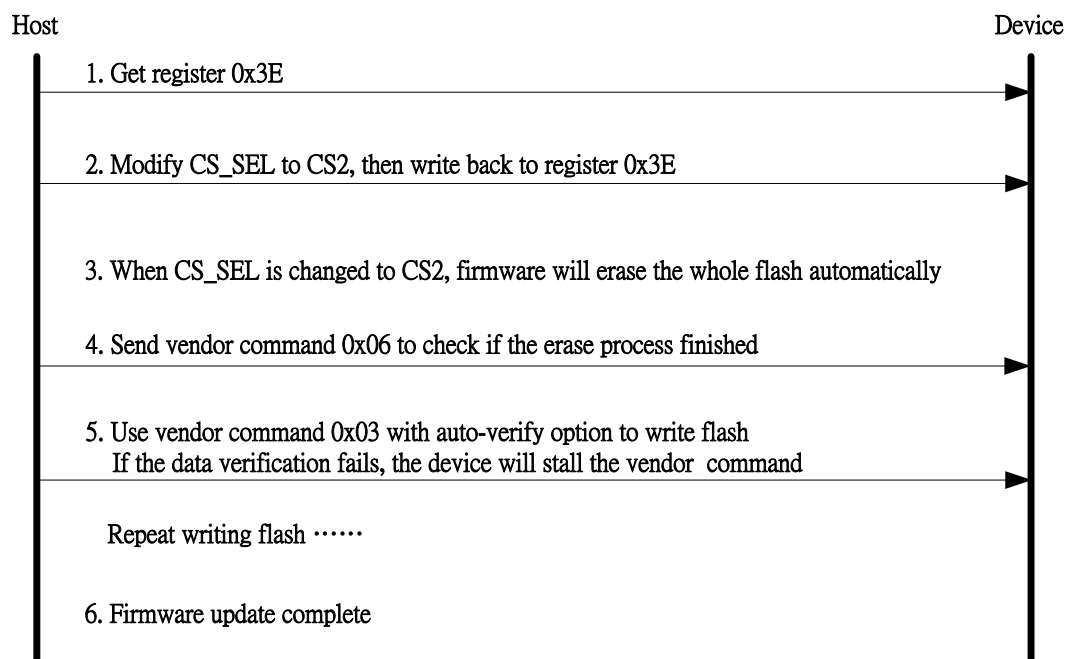 Host
Device
1. Get register 0x3E
2. Modify CS_SEL to CS2, then write back to register 0x3E
3. When CS_SEL is changed to CS2, firmware will erase the whole flash automatically
4. Send vendor command 0x06 to check if the erase process finished
5. Use vendor command 0x03 with auto-verify option to write flash
If the data verification fails, the device will stall the vendor command
Repeat writing flash ⋯⋯
6. Firmware update complete